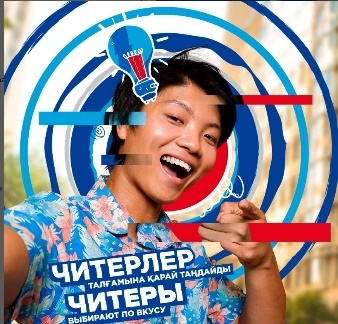 ЧИТЕРЛЕР
ТАЛҒАМЫНА ҚАРАЙ ТАҢДАЙДЫ
ЧИТЕРЫ
ВЫБИРАЮТ ПО ВКУСУ